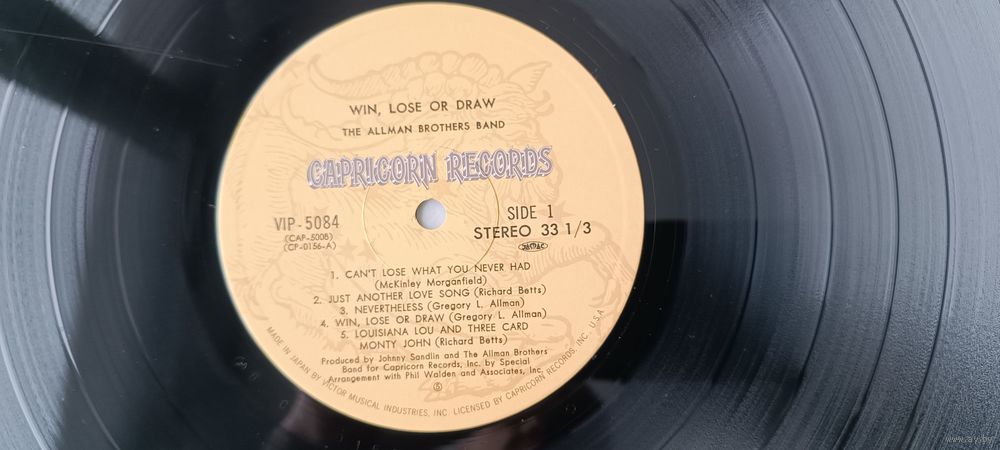 WIN, LOSE OR DRAW
THE ALLMAN BROTHERS BAND
CAPRICORN RECORDS
VIP-5084
(CAP-5008)
(CP-0156-A)
SIDE 1
STEREO 33 1/3
JASRAC
1. CAN'T LOSE WHAT YOU NEVER HAD
(McKinley Morganfield)
2. JUST ANOTHER LOVE SONG (Richard Betts)
3. NEVERTHELESS (Gregory L. Allman)
4. WIN, LOSE OR DRAW (Gregory L. Allman)
5. LOUISIANA LOU AND THREE CARD
MONTY JOHN (Richard Betts)
Produced by Johnny Sandlin and The Allman Brothers
Band for Capricorn Records, Inc. by Special
Arrangement with Phil Walden and Associates, Inc.
MADE IN JAPAN BY VICTOR MUSICAL INDUSTRIES, INC. LICENSED BY CAPRICORN RECORDS, INC., U.S.A.